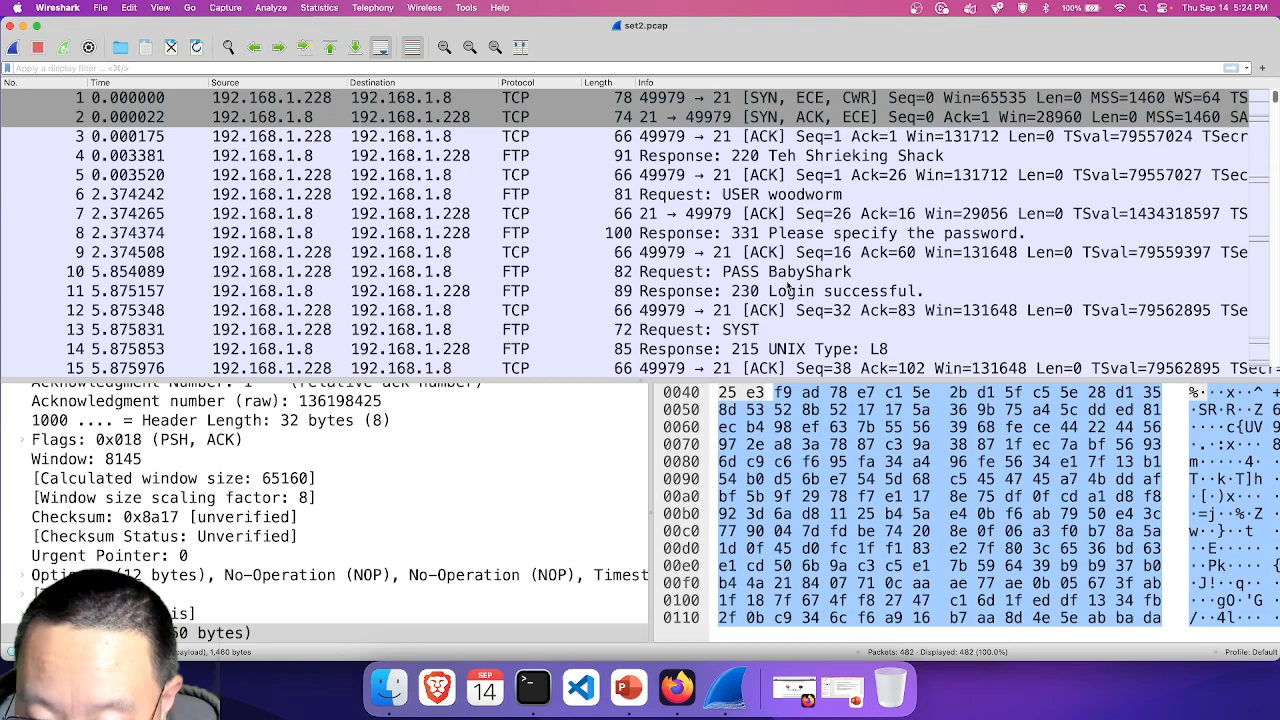 Wireshark File Edit View Go Capture Analyze Statistics Telephony Wireless Tools Help 100% Thu Sep 14 5:24 PM
set2.pcap
Apply a display filter ... <⌘/>
No. Time Source Destination Protocol Length Info
1 0.000000 192.168.1.228 192.168.1.8 TCP 78 49979 → 21 [SYN, ECE, CWR] Seq=0 Win=65535 Len=0 MSS=1460 WS=64 TS
2 0.000022 192.168.1.8 192.168.1.228 TCP 74 21 → 49979 [SYN, ACK, ECE] Seq=0 Ack=1 Win=28960 Len=0 MSS=1460 SA
3 0.000175 192.168.1.228 192.168.1.8 TCP 66 49979 → 21 [ACK] Seq=1 Ack=1 Win=131712 Len=0 TSval=79557024 TSecr
4 0.003381 192.168.1.8 192.168.1.228 FTP 91 Response: 220 Teh Shrieking Shack
5 0.003520 192.168.1.228 192.168.1.8 TCP 66 49979 → 21 [ACK] Seq=1 Ack=26 Win=131712 Len=0 TSval=79557027 TSec
6 2.374242 192.168.1.228 192.168.1.8 FTP 81 Request: USER woodworm
7 2.374265 192.168.1.8 192.168.1.228 TCP 66 21 → 49979 [ACK] Seq=26 Ack=16 Win=29056 Len=0 TSval=1434318597 TS
8 2.374374 192.168.1.8 192.168.1.228 FTP 100 Response: 331 Please specify the password.
9 2.374508 192.168.1.228 192.168.1.8 TCP 66 49979 → 21 [ACK] Seq=16 Ack=60 Win=131648 Len=0 TSval=79559397 TSe
10 5.854089 192.168.1.228 192.168.1.8 FTP 82 Request: PASS BabyShark
11 5.875157 192.168.1.8 192.168.1.228 FTP 89 Response: 230 Login successful.
12 5.875348 192.168.1.228 192.168.1.8 TCP 66 49979 → 21 [ACK] Seq=32 Ack=83 Win=131648 Len=0 TSval=79562895 TSe
13 5.875831 192.168.1.228 192.168.1.8 FTP 72 Request: SYST
14 5.875853 192.168.1.8 192.168.1.228 FTP 85 Response: 215 UNIX Type: L8
15 5.875966 192.168.1.228 192.168.1.8 TCP 66 49979 → 21 [ACK] Seq=38 Ack=102 Win=131648 Len=0 TSval=79562895 TSecr
Acknowledgment Number: 1 (relative ack number)
Acknowledgment number (raw): 136198425
1000 .... = Header Length: 32 bytes (8)
Flags: 0x018 (PSH, ACK)
Window: 8145
[Calculated window size: 65160]
[Window size scaling factor: 8]
Checksum: 0x8a17 [unverified]
[Checksum Status: Unverified]
Urgent Pointer: 0
(12 bytes), No-Operation (NOP), No-Operation (NOP), Timest
bytes)
1,460 bytes
0040 25 e3 f9 ad 78 e7 c1 5e 2b d1 5f c5 5e 28 d1 35
0050 8d 53 52 8b 52 17 17 5a 36 9b 75 a4 5c dd ed 81
0060 ec b4 98 ef 63 7b 55 56 39 68 fe ce 44 22 44 56
0070 97 2e a8 3a 78 87 c3 9a 38 87 1f ec 7a bf 56 93
0080 6d c9 c6 f6 95 fa 34 a4 96 fe 56 34 e1 7f 13 b1
0090 54 b0 d5 6b e7 54 5d 68 c5 45 47 45 a7 4b dd af
00a0 bf 5b 9f 29 78 f7 e1 17 8e 75 df 0f cd a1 d8 f8
00b0 92 3d 6a d8 11 25 b4 5a e4 0b f6 ab 79 50 e4 3c
00c0 77 90 04 7d fd be 74 20 8e 0f 06 a3 f0 b7 8a 5a
00d0 1d 0f 45 d0 fc 1f f1 83 e2 7f 80 3c 65 36 bd 63
00e0 e1 cd 50 6b 9a c3 c5 e1 7b 59 64 39 b9 b9 37 b0
00f0 b4 4a 21 84 07 71 0c aa ae 77 ae 0b 05 67 3f ab
0100 1f 18 7f 67 4f f8 27 47 c1 6d 1f ed df 13 34 fb
0110 2f 0b c9 34 6c f6 a9 16 b7 aa 8d 4e 5e ab ba da
Packets: 482 · Displayed: 482 (100.0%) Profile: Default
SEP
14